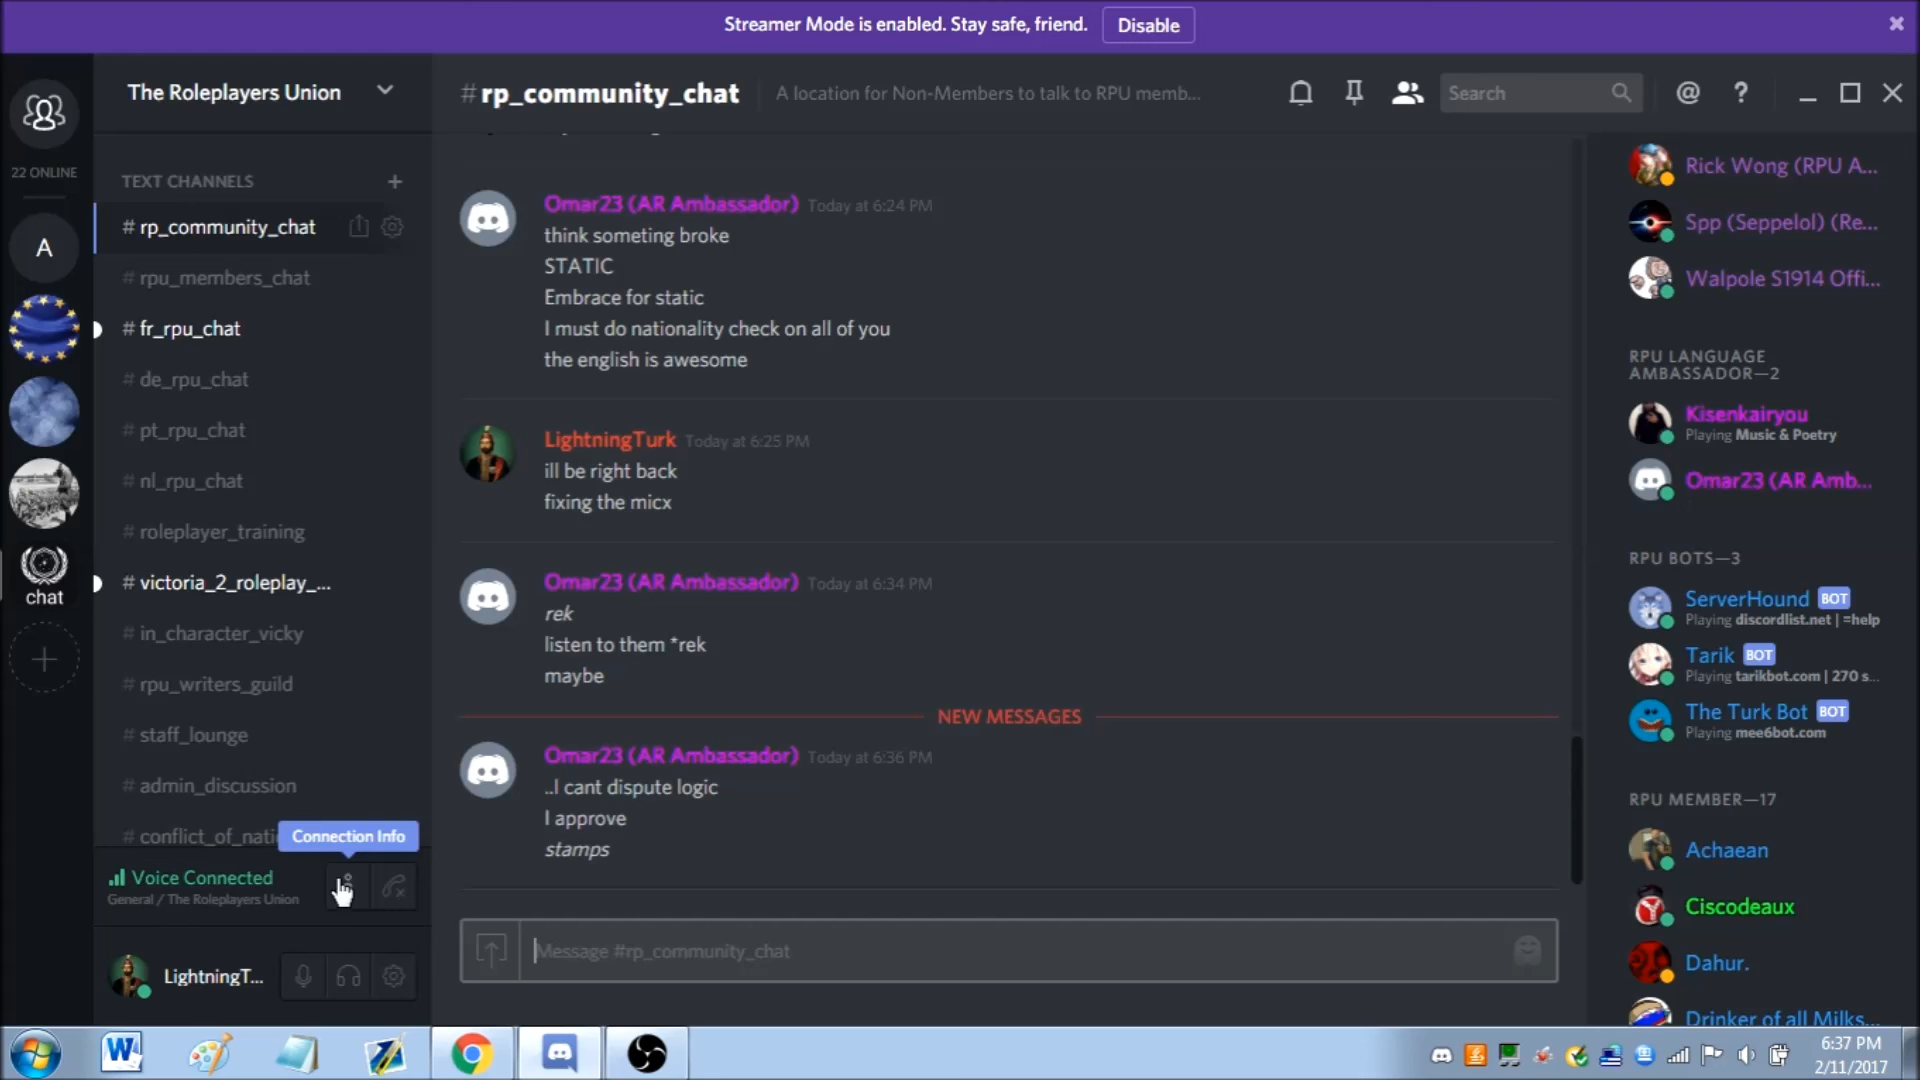 Streamer Mode is enabled. Stay safe, friend.
Disable
22 ONLINE
A
chat
The Roleplayers Union
TEXT CHANNELS
# rp_community_chat
# rpu_members_chat
# fr_rpu_chat
# de_rpu_chat
# pt_rpu_chat
# nl_rpu_chat
# roleplayer_training
# victoria_2_roleplay_...
# in_character_vicky
# rpu_writers_guild
# staff_lounge
# admin_discussion
# conflict_of_nati
Connection Info
Voice Connected
General / The Roleplayers Union
LightningT...
#rp_community_chat
A location for Non-Members to talk to RPU memb...
Search
@
?
Omar23 (AR Ambassador) Today at 6:24 PM
think someting broke
STATIC
Embrace for static
I must do nationality check on all of you
the english is awesome
LightningTurk Today at 6:25 PM
ill be right back
fixing the micx
Omar23 (AR Ambassador) Today at 6:34 PM
rek
listen to them *rek
maybe
NEW MESSAGES
Omar23 (AR Ambassador) Today at 6:36 PM
..I cant dispute logic
I approve
stamps
Message #rp_community_chat
Rick Wong (RPU A...
Spp (Seppelol) (Re...
Walpole S1914 Offi...
RPU LANGUAGE
AMBASSADOR—2
Kisenkairyou
Playing Music & Poetry
Omar23 (AR Amb...
RPU BOTS—3
ServerHound BOT
Playing discordlist.net | =help
Tarik BOT
Playing tarikbot.com | 270 s...
The Turk Bot BOT
Playing mee6bot.com
RPU MEMBER—17
Achaean
Ciscodeaux
Dahur.
Drinker of all Milks...
6:37 PM
2/11/2017